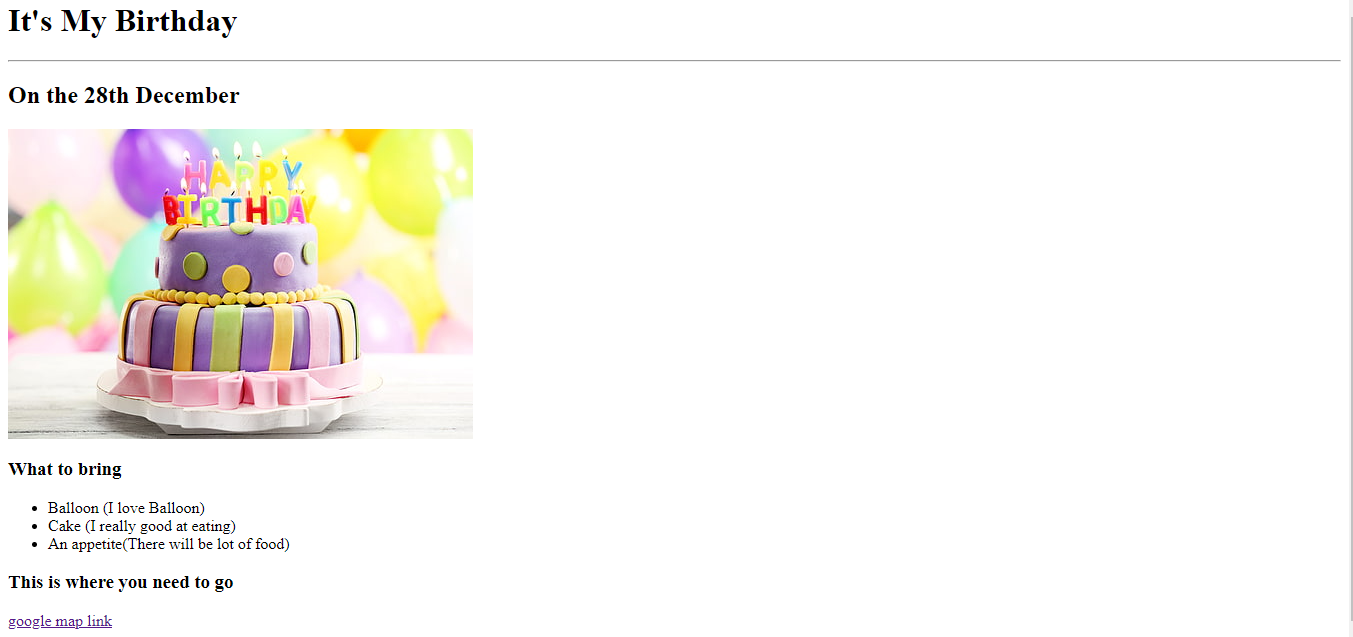 It's My Birthday
On the 28th December
HAPPY
BIRTHDAY
What to bring
Balloon (I love Balloon)
Cake (I really good at eating)
An appetite(There will be lot of food)
This is where you need to go
google map link